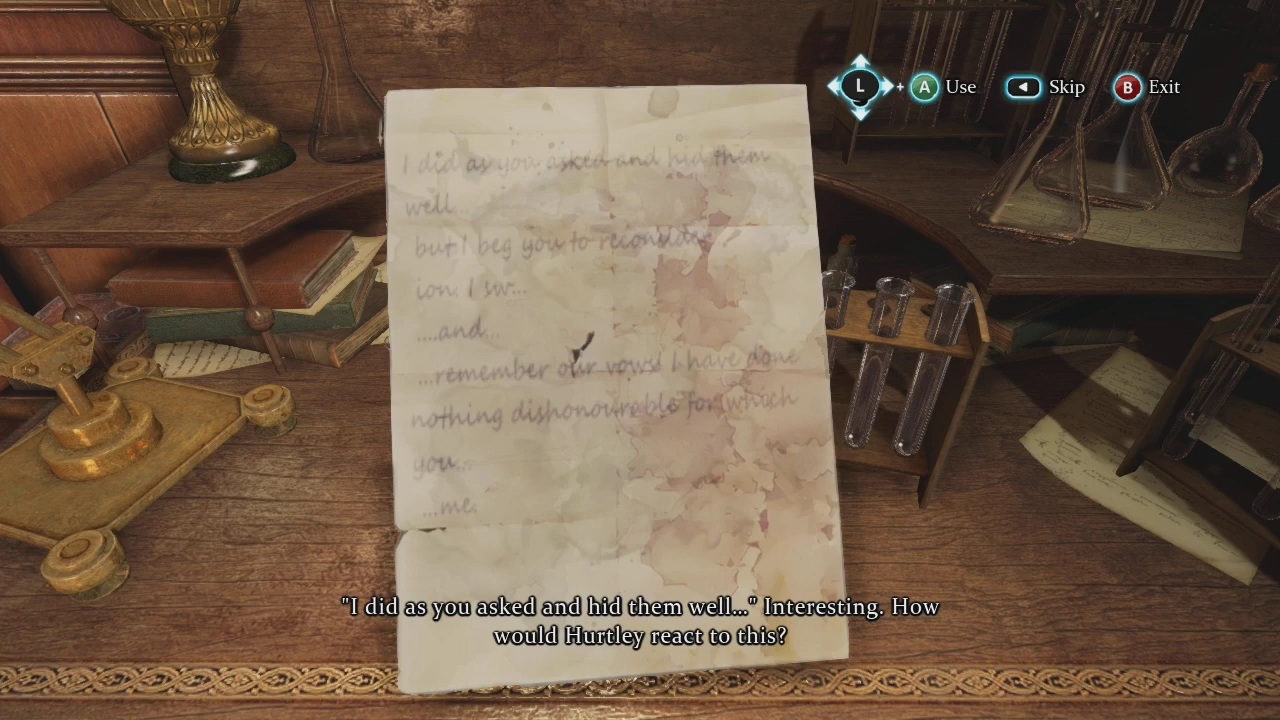 L + A Use ◄ Skip B Exit
I did as you asked and hid them
well...
but I beg you to reconsider
ion. I sw...
....and...
...remember our vows! I have done
nothing dishonourable for which
you...
...me.
"I did as you asked and hid them well..." Interesting. How
would Hurtley react to this?